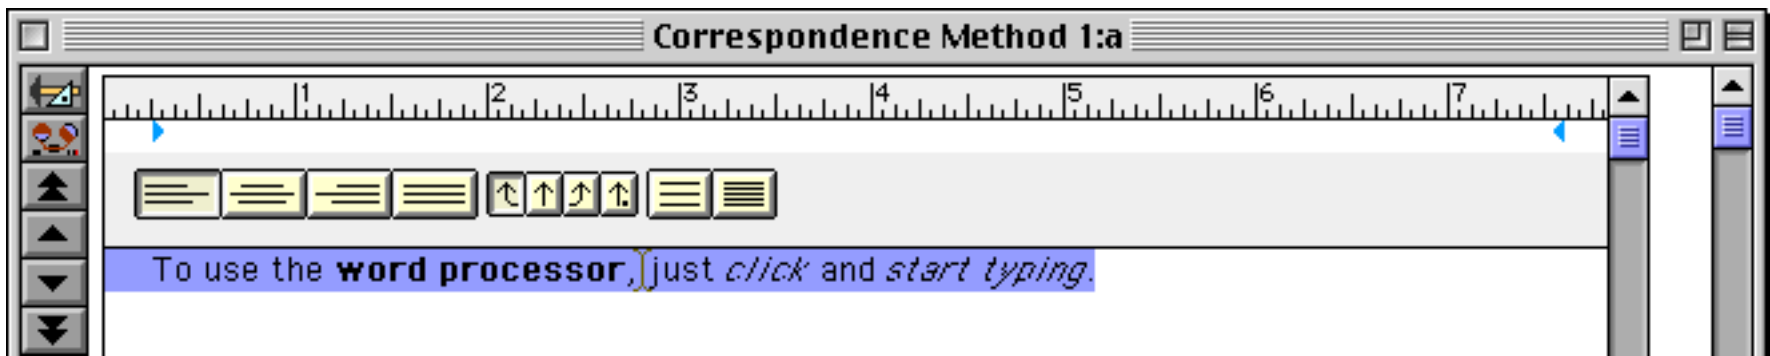 Correspondence Method 1:a
1 2 3 4 5 6 7
To use the word processor, just click and start typing.